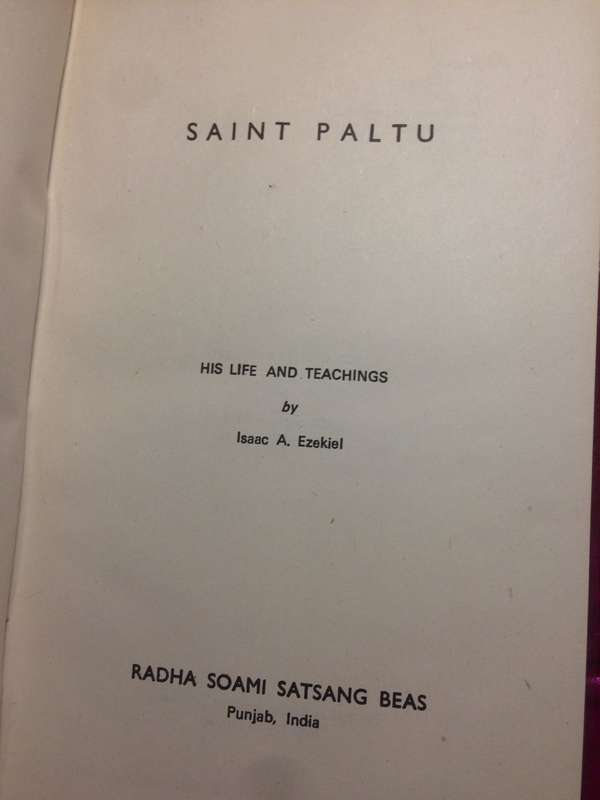 SAINT PALTU
HIS LIFE AND TEACHINGS
by
Isaac A. Ezekiel
RADHA SOAMI SATSANG BEAS
Punjab, India